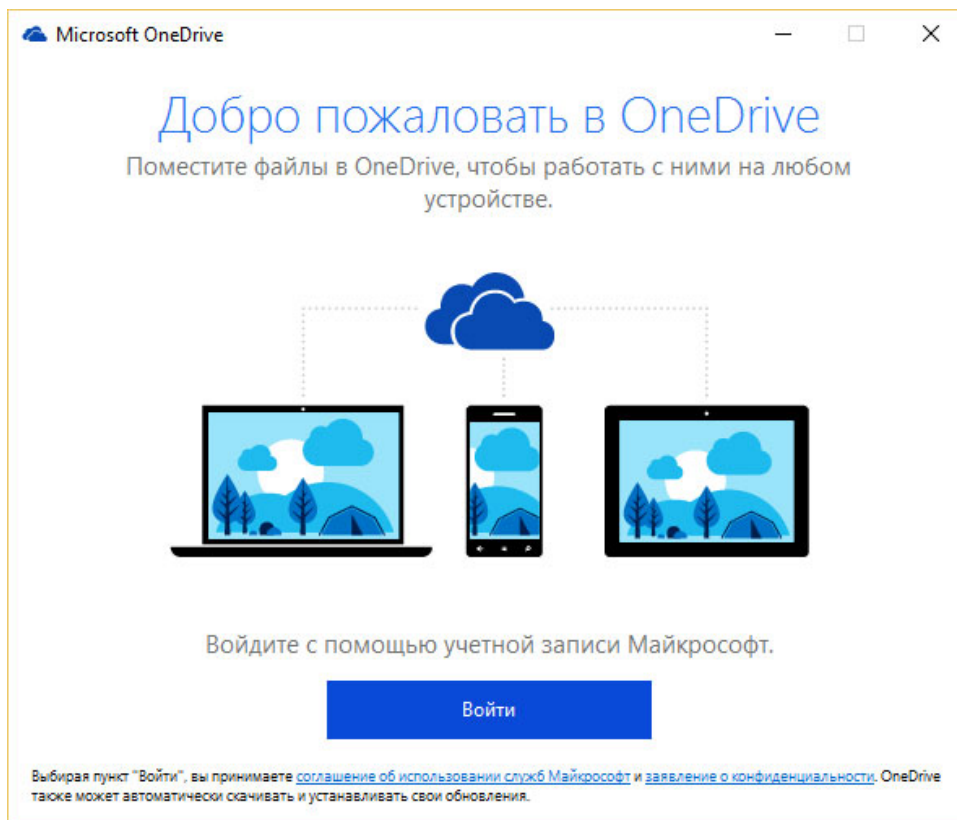 Microsoft OneDrive
Добро пожаловать в OneDrive
Поместите файлы в OneDrive, чтобы работать с ними на любом
устройстве.
Войдите с помощью учетной записи Майкрософт.
Войти
Выбирая пункт "Войти", вы принимаете соглашение об использовании служб Майкрософт и заявление о конфиденциальности. OneDrive
также может автоматически скачивать и устанавливать свои обновления.